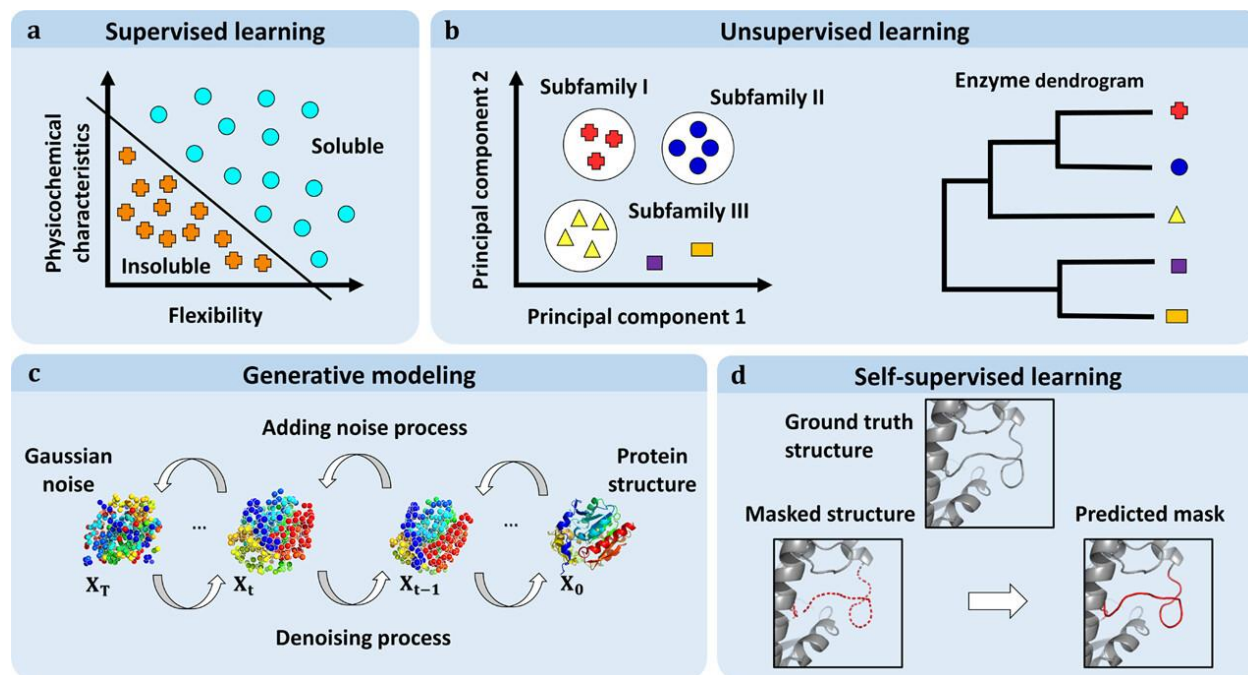 a
Supervised learning
Physicochemical
characteristics
Soluble
Insoluble
Flexibility
b
Unsupervised learning
Principal component 2
Subfamily I
Subfamily II
Subfamily III
Principal component 1
Enzyme dendrogram
c
Generative modeling
Adding noise process
Gaussian
noise
Protein
structure
...
...
X_T
X_t
X_{t−1}
X_0
Denoising process
d
Self-supervised learning
Ground truth
structure
Masked structure
Predicted mask